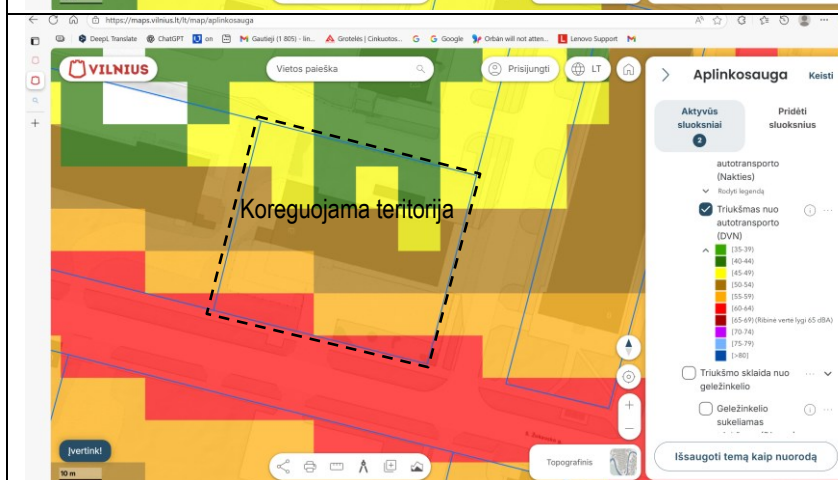 https://maps.vilnius.lt/lt/map/aplinkosauga
DeepL Translate
ChatGPT
on
Gautieji (1 805) - lin...
Grotelės | Cinkuotos...
Google
Orbán will not atten...
Lenovo Support
VILNIUS
Vietos paieška
Prisijungti
LT
Aplinkosauga
Keisti
Aktyvūs sluoksniai
2
Pridėti sluoksnius
autotransporto
(Nakties)
Rodyti legendą
Triukšmas nuo
autotransporto
(DVN)
[35-39)
[40-44)
[45-49)
[50-54)
[55-59)
[60-64)
[65-69) (Ribinė vertė lygi 65 dBA)
[70-74)
[75-79)
[>80]
Triukšmo sklaida nuo
geležinkelio
Geležinkelio
sukeliamas
Koreguojama teritorija
Įvertink!
10 m
Topografinis
Išsaugoti temą kaip nuorodą